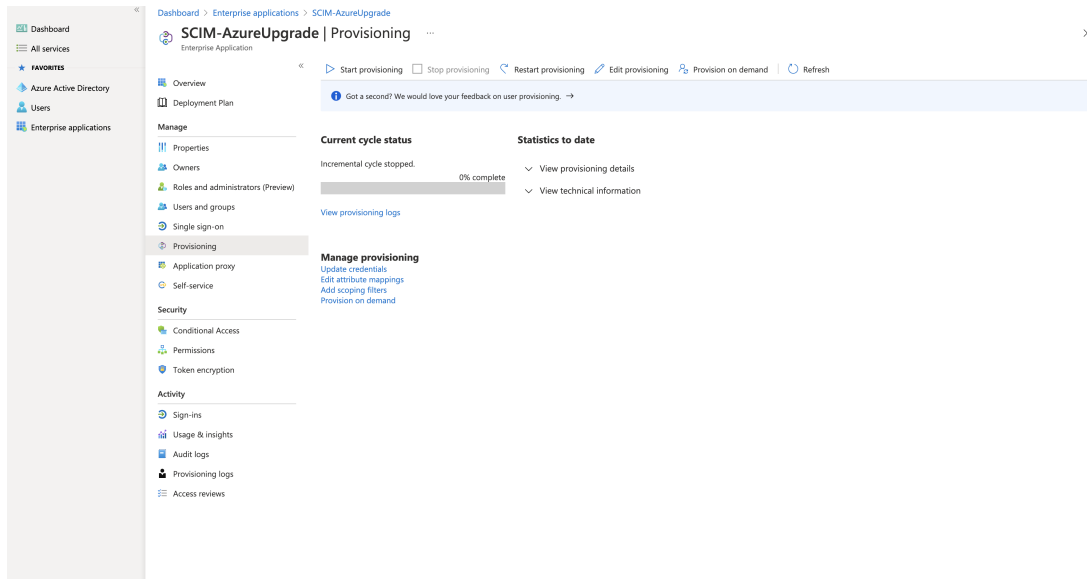 Dashboard > Enterprise applications > SCIM-AzureUpgrade
SCIM-AzureUpgrade | Provisioning ...
Enterprise Application
Dashboard
All services
FAVORITES
Azure Active Directory
Users
Enterprise applications
Overview
Deployment Plan
Manage
Properties
Owners
Roles and administrators (Preview)
Users and groups
Single sign-on
Provisioning
Application proxy
Self-service
Security
Conditional Access
Permissions
Token encryption
Activity
Sign-ins
Usage & insights
Audit logs
Provisioning logs
Access reviews
Start provisioning Stop provisioning Restart provisioning Edit provisioning Provision on demand Refresh
Got a second? We would love your feedback on user provisioning. →
Current cycle status
Incremental cycle stopped.
0% complete
View provisioning logs
Statistics to date
View provisioning details
View technical information
Manage provisioning
Update credentials
Edit attribute mappings
Add scoping filters
Provision on demand